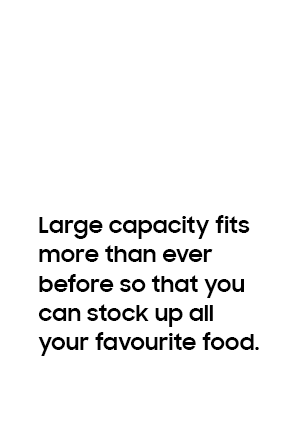 Large capacity fits
more than ever
before so that you
can stock up all
your favourite food.